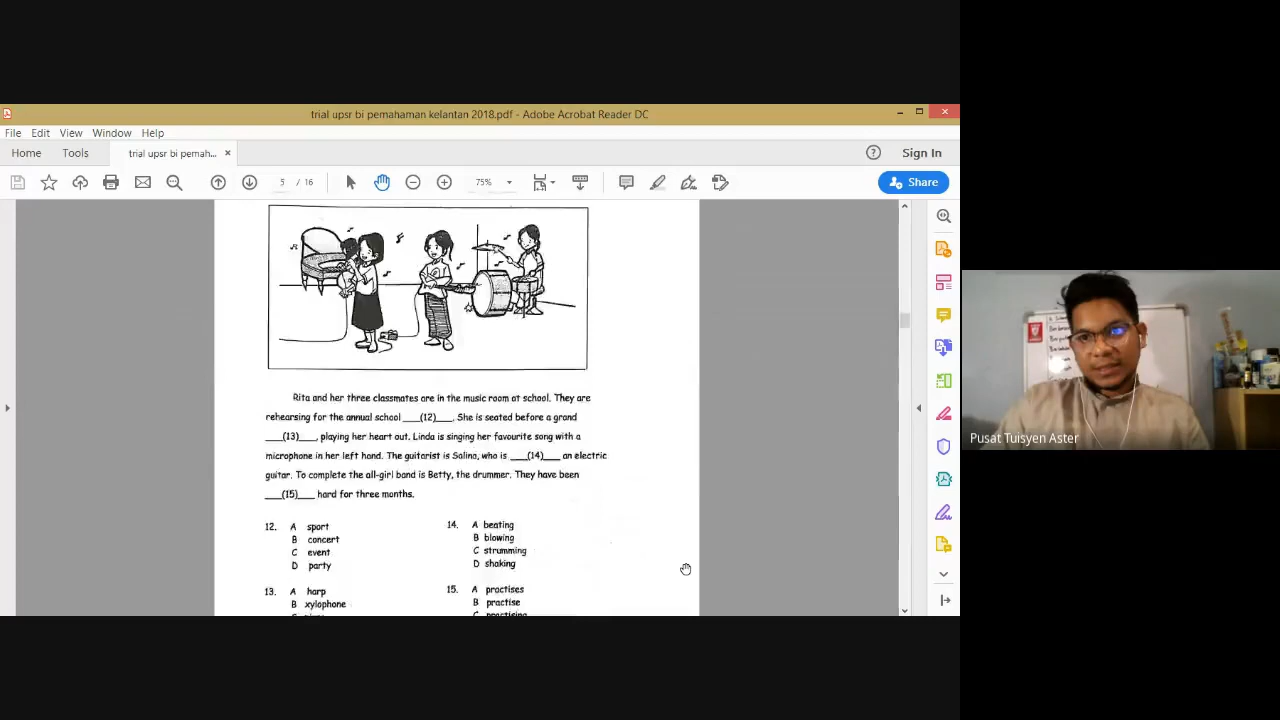 trial upsr bi pemahaman kelantan 2018.pdf - Adobe Acrobat Reader DC
File Edit View Window Help
Home Tools trial upsr bi pemah... × ? Sign In
/ 16 75% Share
Rita and her three classmates are in the music room at school. They are
rehearsing for the annual school ___(12)___. She is seated before a grand
___(13)___, playing her heart out. Linda is singing her favourite song with a
microphone in her left hand. The guitarist is Salina, who is ___(14)___ an electric
guitar. To complete the all-girl band is Betty, the drummer. They have been
___(15)___ hard for three months.
12. A sport
B concert
C event
D party
13. A harp
B xylophone
14. A beating
B blowing
C strumming
D shaking
15. A practises
B practise
C practising
Pusat Tuisyen Aster